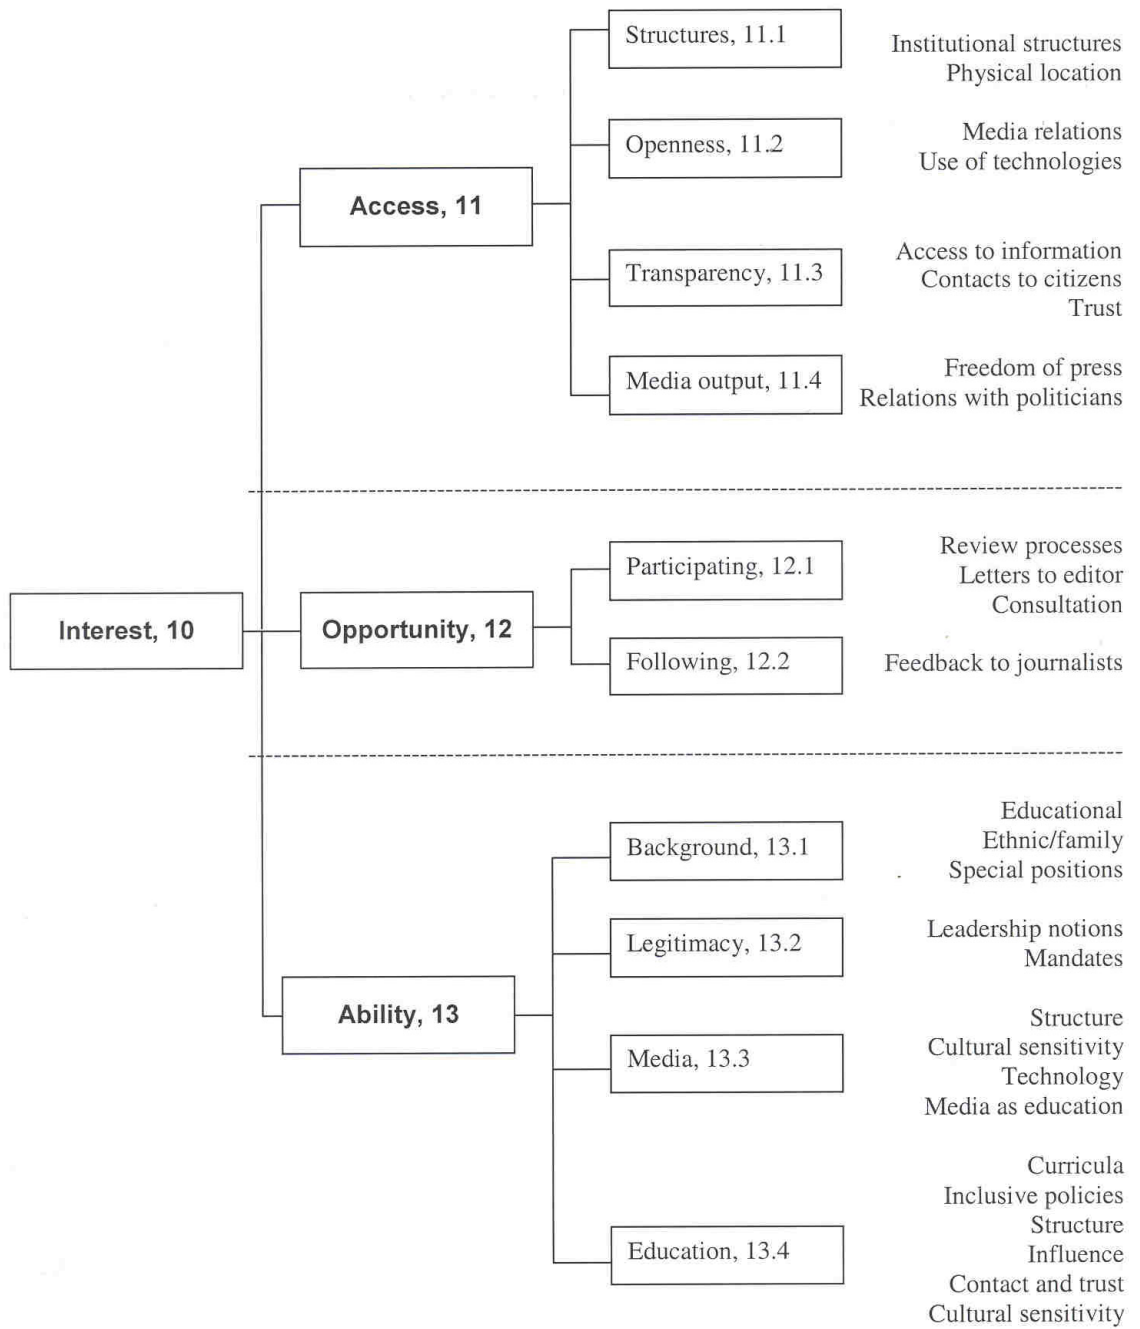 Structures, 11.1
Institutional structures
Physical location
Openness, 11.2
Media relations
Use of technologies
Access, 11
Transparency, 11.3
Access to information
Contacts to citizens
Trust
Media output, 11.4
Freedom of press
Relations with politicians
Interest, 10
Opportunity, 12
Participating, 12.1
Review processes
Letters to editor
Consultation
Following, 12.2
Feedback to journalists
Background, 13.1
Educational
Ethnic/family
Special positions
Legitimacy, 13.2
Leadership notions
Mandates
Ability, 13
Media, 13.3
Structure
Cultural sensitivity
Technology
Media as education
Education, 13.4
Curricula
Inclusive policies
Structure
Influence
Contact and trust
Cultural sensitivity